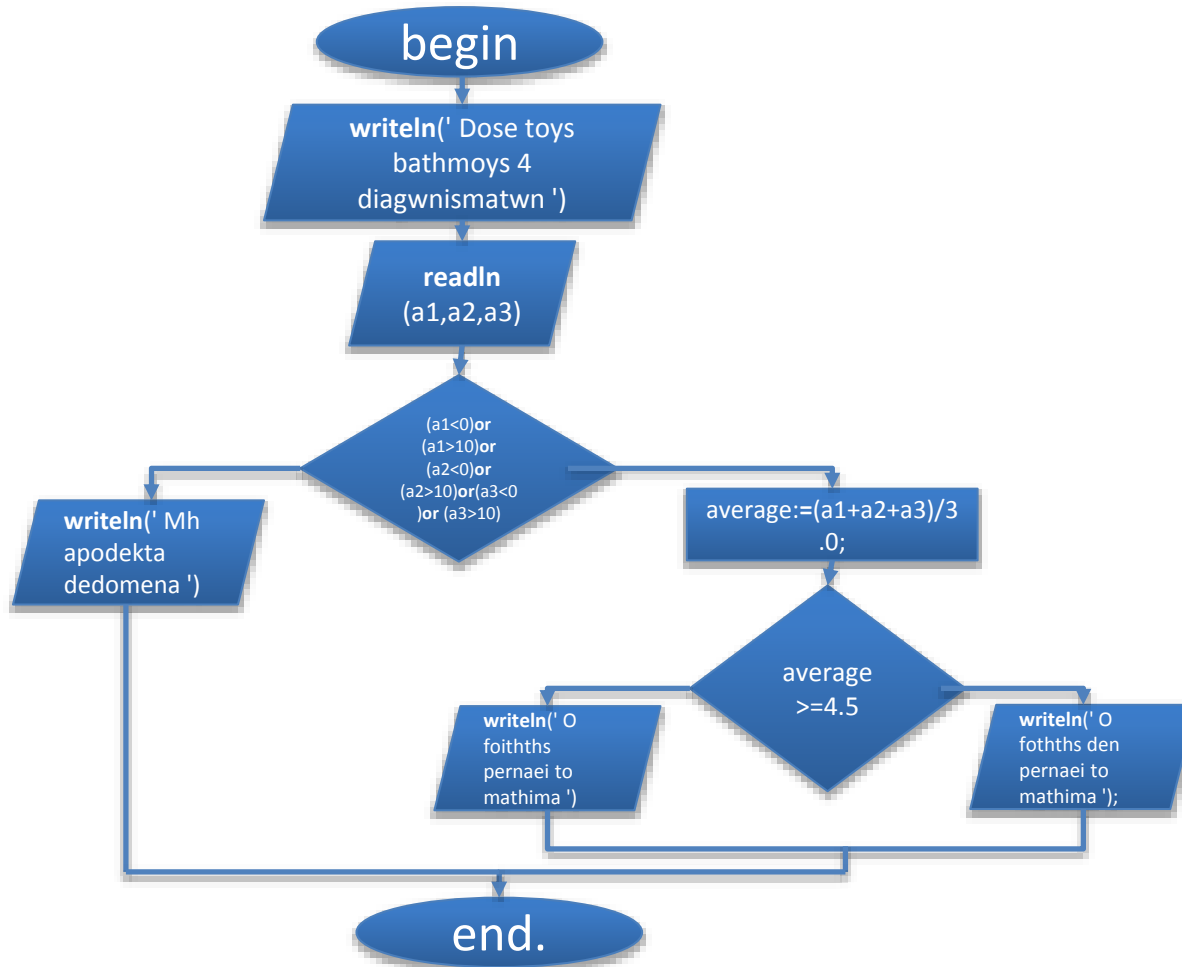 begin
writeln(' Dose toys
bathmoys 4
diagwnismatwn ')
readln
(a1,a2,a3)
(a1<0)or
(a1>10)or
(a2<0)or
(a2>10)or(a3<0
)or (a3>10)
writeln(' Mh
apodekta
dedomena ')
average:=(a1+a2+a3)/3
.0;
average
>=4.5
writeln(' O
foithths
pernaei to
mathima ')
writeln(' O
fothths den
pernaei to
mathima ');
end.